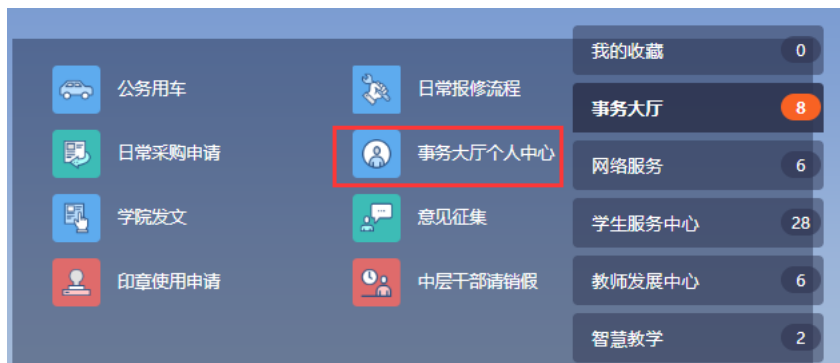 公务用车
日常报修流程
日常采购申请
事务大厅个人中心
学院发文
意见征集
印章使用申请
中层干部请销假
我的收藏 0
事务大厅 8
网络服务 6
学生服务中心 28
教师发展中心 6
智慧教学 2